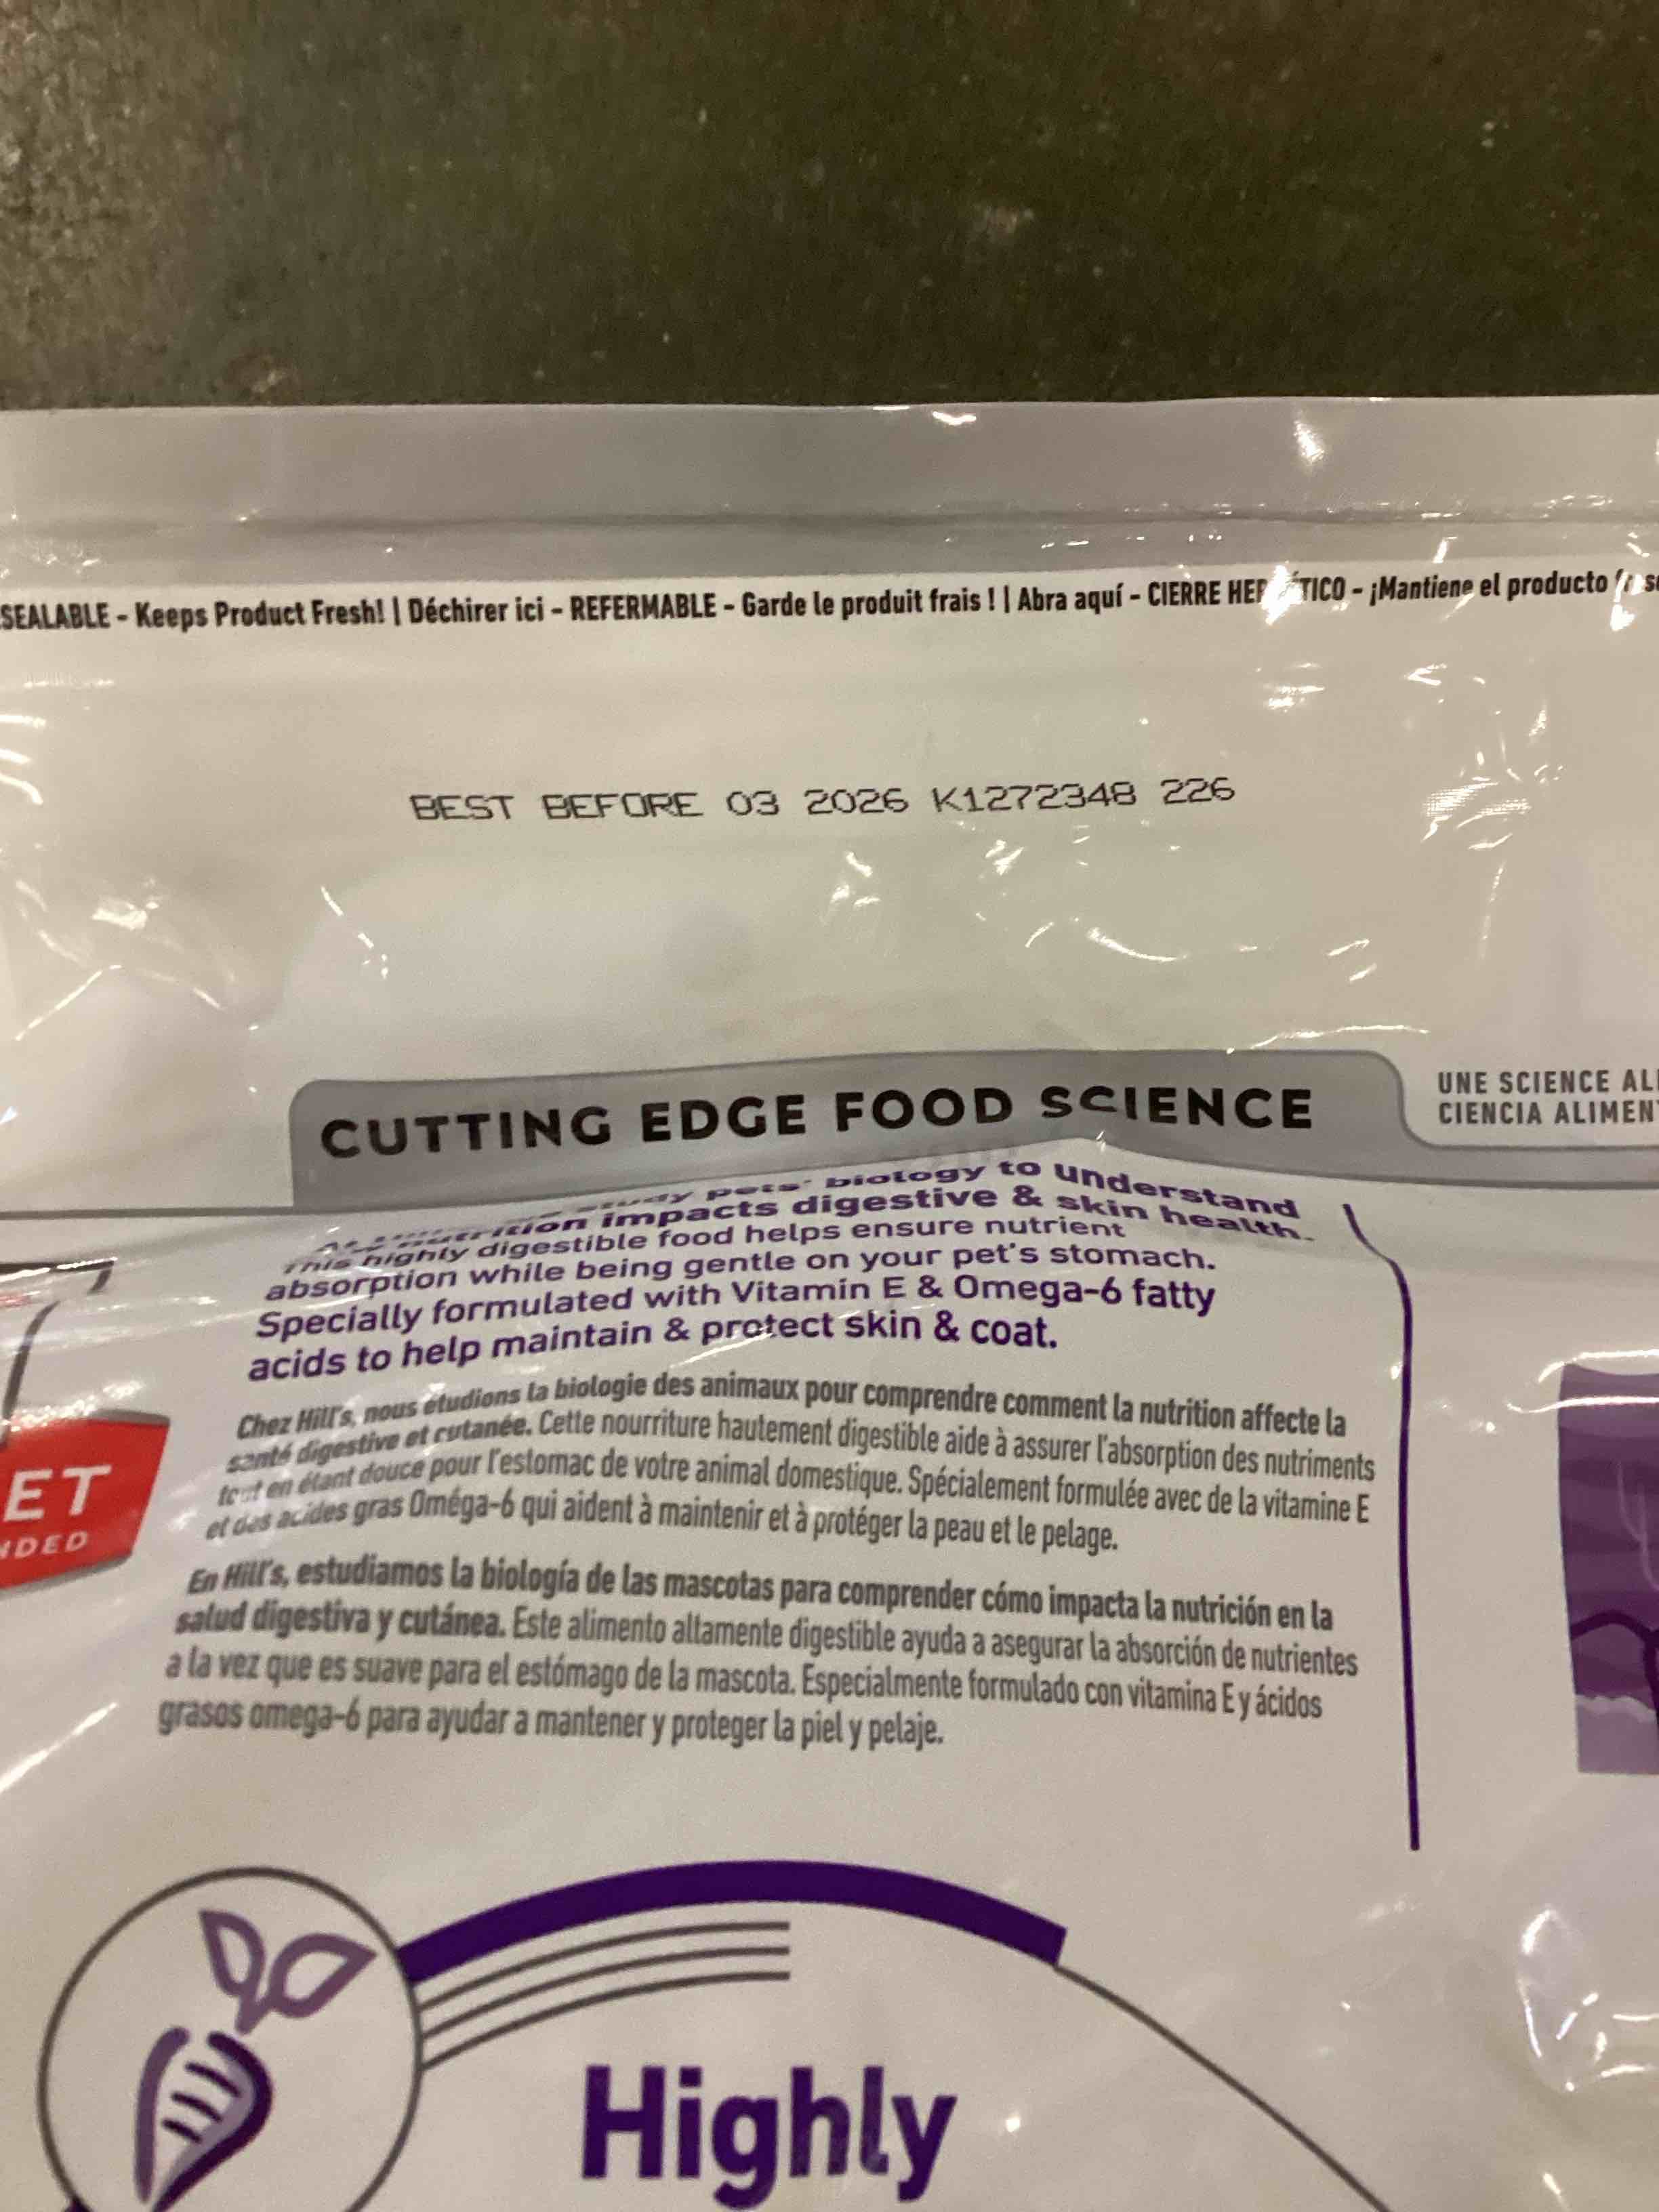 SEALABLE - Keeps Product Fresh! | Déchirer ici - REFERMABLE - Garde le produit frais ! | Abra aquí - CIERRE HER TICO - ¡Mantiene el producto
BEST BEFORE 03 2026 K1272348 226
CUTTING EDGE FOOD SCIENCE
UNE SCIENCE ALI
CIENCIA ALIMEN
study pets' biology to understand
nutrition impacts digestive & skin health.
This highly digestible food helps ensure nutrient
absorption while being gentle on your pet's stomach.
Specially formulated with Vitamin E & Omega-6 fatty
acids to help maintain & protect skin & coat.
Chez Hill's, nous étudions la biologie des animaux pour comprendre comment la nutrition affecte la
santé digestive et cutanée. Cette nourriture hautement digestible aide à assurer l'absorption des nutriments
tout en étant douce pour l'estomac de votre animal domestique. Spécialement formulée avec de la vitamine E
et des acides gras Oméga-6 qui aident à maintenir et à protéger la peau et le pelage.
En Hill's, estudiamos la biología de las mascotas para comprender cómo impacta la nutrición en la
salud digestiva y cutánea. Este alimento altamente digestible ayuda a asegurar la absorción de nutrientes
a la vez que es suave para el estómago de la mascota. Especialmente formulado con vitamina E y ácidos
grasos omega-6 para ayudar a mantener y proteger la piel y pelaje.
ET
NDED
Highly